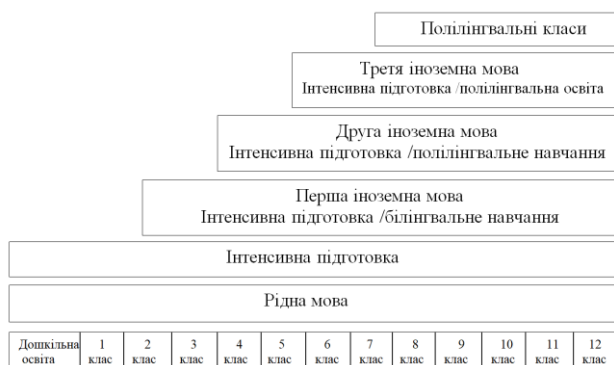 Полілінгвальні класи
Третя іноземна мова
Інтенсивна підготовка /полілінгвальна освіта
Друга іноземна мова
Інтенсивна підготовка /полілінгвальне навчання
Перша іноземна мова
Інтенсивна підготовка /білінгвальне навчання
Інтенсивна підготовка
Рідна мова
Дошкільна освіта
1 клас
2 клас
3 клас
4 клас
5 клас
6 клас
7 клас
8 клас
9 клас
10 клас
11 клас
12 клас